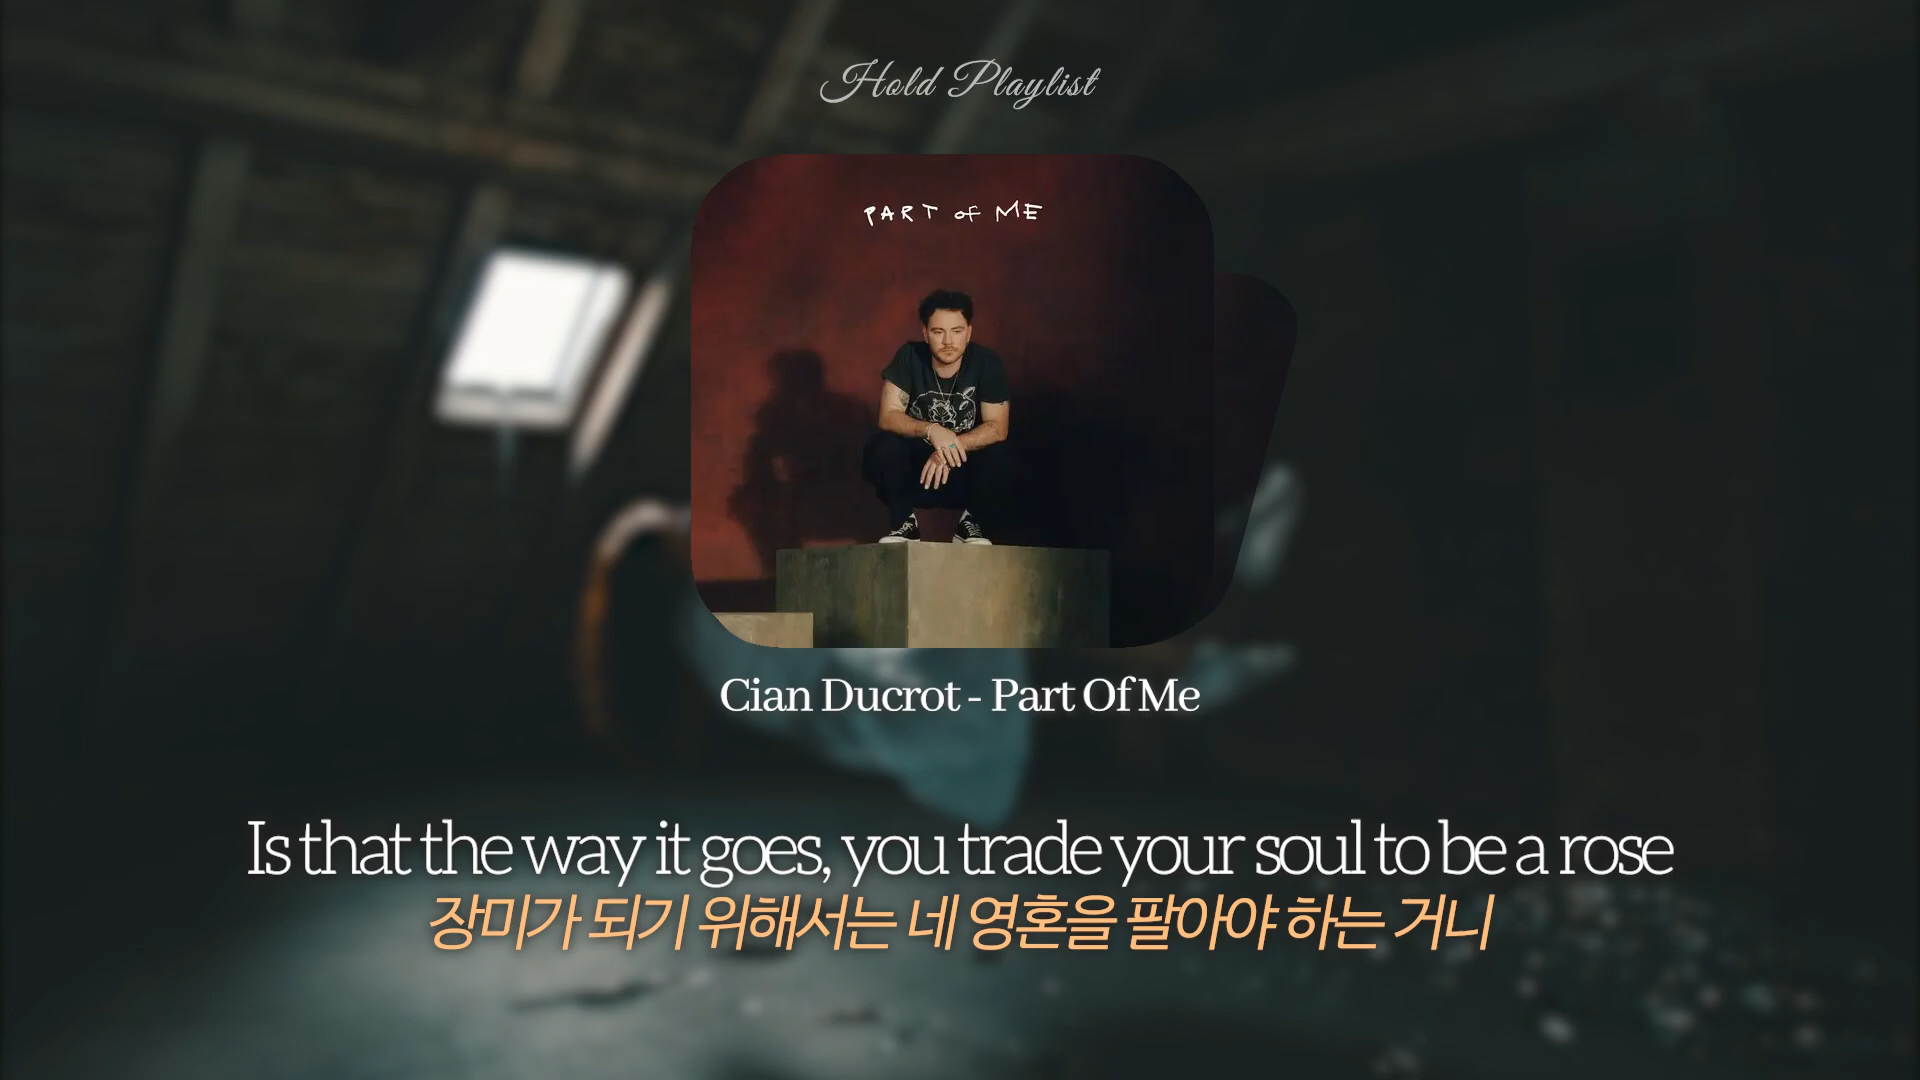 Hold Playlist
PART of ME
Cian Ducrot - Part Of Me
Is that the way it goes, you trade your soul to be a rose
장미가 되기 위해서는 네 영혼을 팔아야 하는 거니